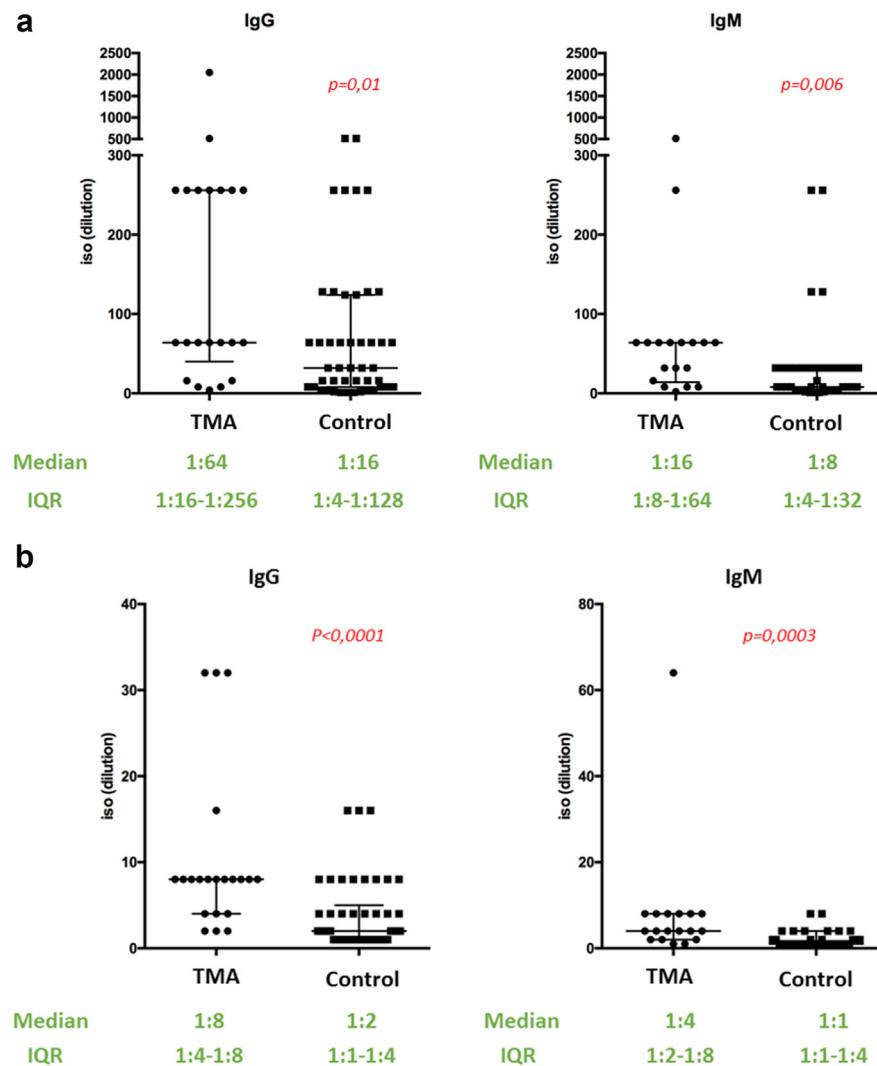 a
IgG
IgM
2500
2000
1500
1000
500
300
200
100
0
iso (dilution)
p=0,01
TMA
Control
2500
2000
1500
1000
500
300
200
100
0
iso (dilution)
p=0,006
TMA
Control
Median 1:64 1:16
IQR 1:16-1:256 1:4-1:128
Median 1:16 1:8
IQR 1:8-1:64 1:4-1:32
b
IgG
IgM
40
30
20
10
0
iso (dilution)
P<0,0001
TMA
Control
80
60
40
20
0
iso (dilution)
p=0,0003
TMA
Control
Median 1:8 1:2
IQR 1:4-1:8 1:1-1:4
Median 1:4 1:1
IQR 1:2-1:8 1:1-1:4